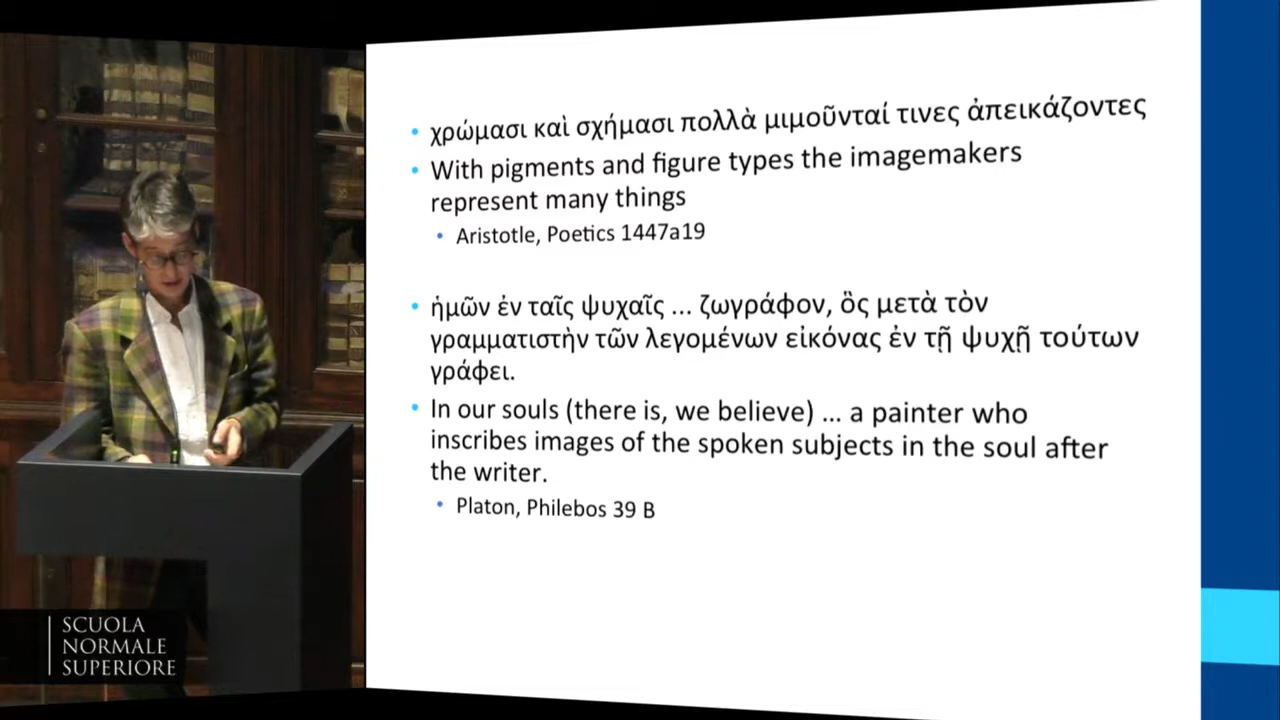 χρώμασι καὶ σχήμασι πολλὰ μιμοῦνταί τινες ἀπεικάζοντες
With pigments and figure types the imagemakers
represent many things
Aristotle, Poetics 1447a19
ἡμῶν ἐν ταῖς ψυχαῖς ... ζωγράφον, ὃς μετὰ τὸν
γραμματιστὴν τῶν λεγομένων εἰκόνας ἐν τῇ ψυχῇ τούτων
γράφει.
In our souls (there is, we believe) ... a painter who
inscribes images of the spoken subjects in the soul after
the writer.
Platon, Philebos 39 B
SCUOLA
NORMALE
SUPERIORE